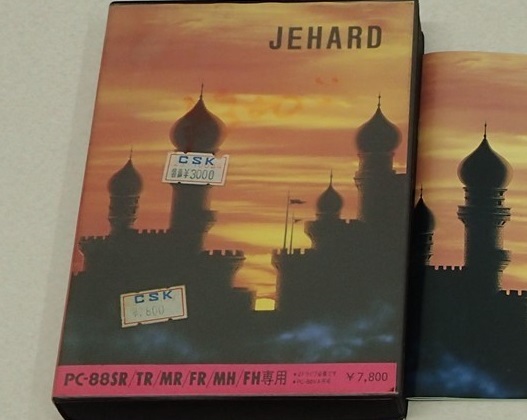 JEHARD
CSK
¥3000
CSK
PC-88SR/TR/MR/FR/MH/FH専用
¥7,800